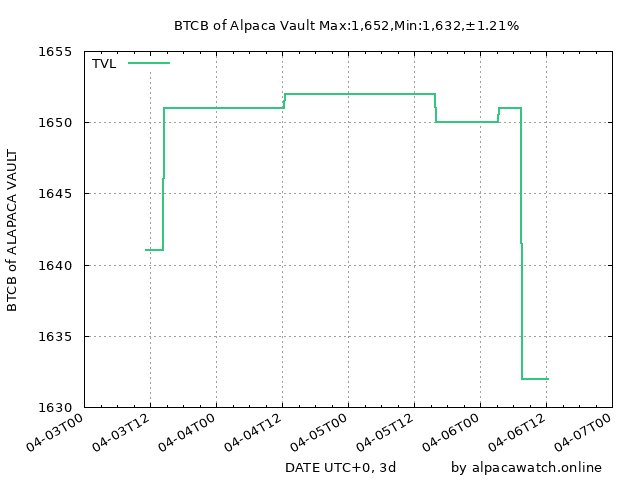 BTCB of Alpaca Vault Max:1,652,Min:1,632,±1.21%
TVL
BTCB of ALAPACA VAULT
1655
1650
1645
1640
1635
1630
04-03T00
04-03T12
04-04T00
04-04T12
04-05T00
04-05T12
04-06T00
04-06T12
04-07T00
DATE UTC+0, 3d
by alpacawatch.online